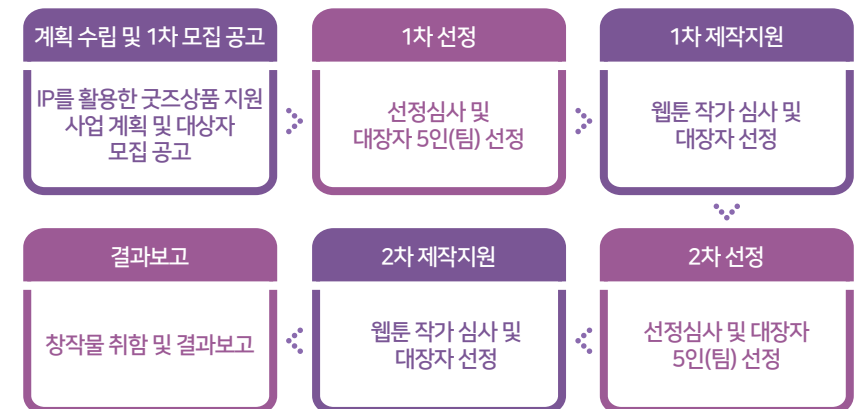 계획 수립 및 1차 모집 공고
IP를 활용한 굿즈상품 지원
사업 계획 및 대상자
모집 공고
1차 선정
선정심사 및
대장자 5인(팀) 선정
1차 제작지원
웹툰 작가 심사 및
대장자 선정
2차 선정
선정심사 및 대장자
5인(팀) 선정
2차 제작지원
웹툰 작가 심사 및
대장자 선정
결과보고
창작물 취함 및 결과보고